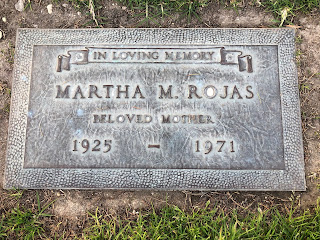 IN LOVING MEMORY
MARTHA M. ROJAS
BELOVED MOTHER
1925 – 1971